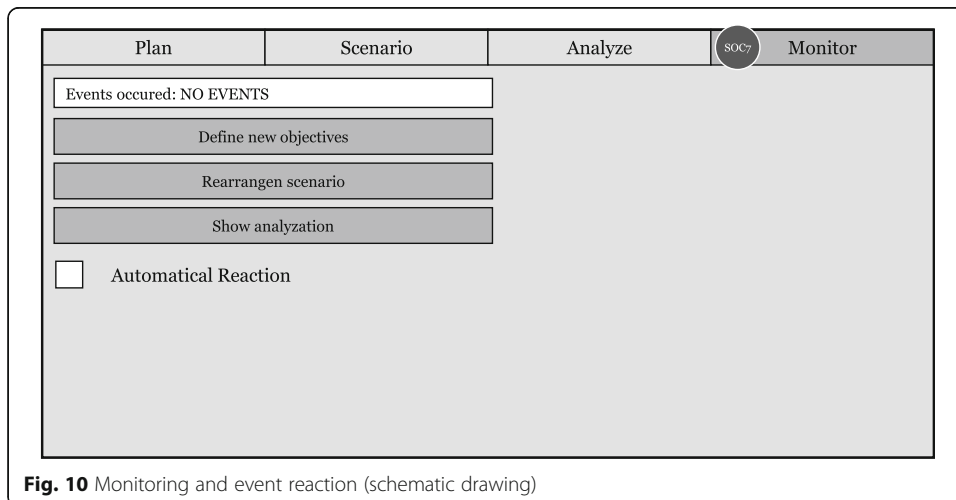 Plan Scenario Analyze SOC7 Monitor
Events occured: NO EVENTS
Define new objectives
Rearrangen scenario
Show analyzation
Automatical Reaction
Fig. 10 Monitoring and event reaction (schematic drawing)